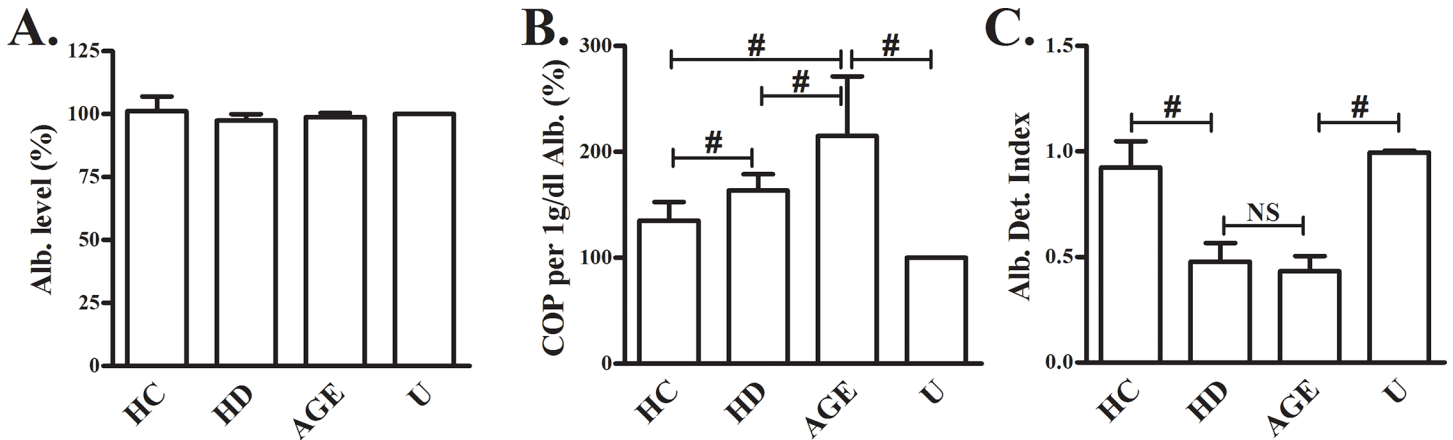 A.
Alb. level (%)
125
100
75
50
25
0
HC
HD
AGE
U
B.
COP per 1g/dl Alb. (%)
300
200
100
0
#
#
#
#
HC
HD
AGE
U
C.
Alb. Det. Index
1.5
1.0
0.5
0.0
#
#
NS
HC
HD
AGE
U